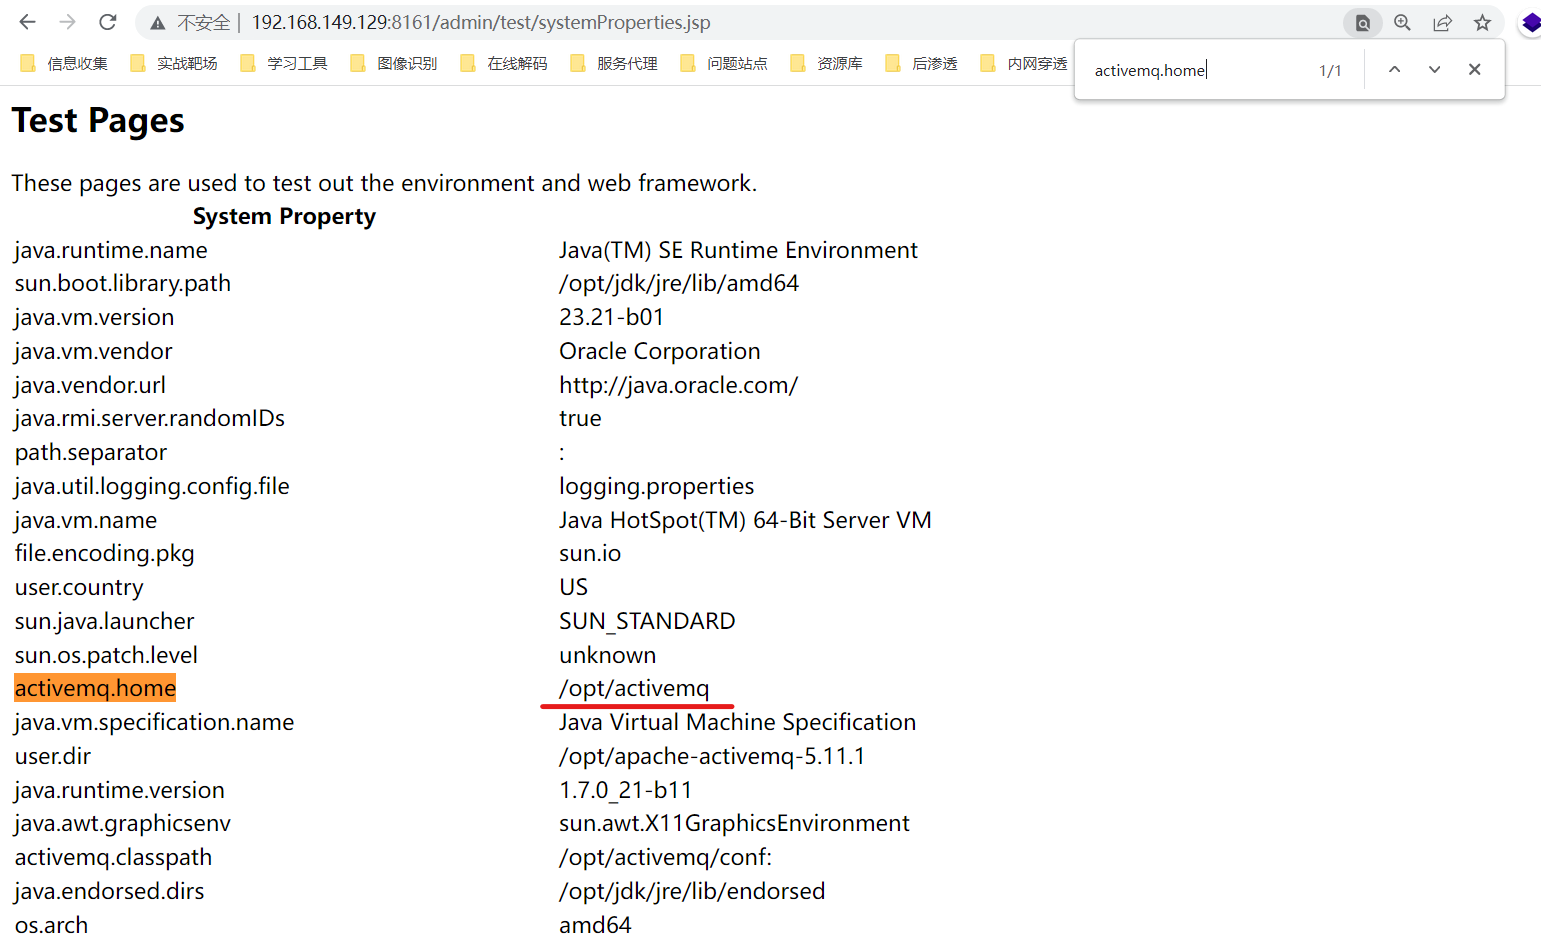 不安全 | 192.168.149.129:8161/admin/test/systemProperties.jsp
信息收集 实战靶场 学习工具 图像识别 在线解码 服务代理 问题站点 资源库 后渗透 内网穿透
activemq.home 1/1
Test Pages
These pages are used to test out the environment and web framework.
System Property
java.runtime.name Java(TM) SE Runtime Environment
sun.boot.library.path /opt/jdk/jre/lib/amd64
java.vm.version 23.21-b01
java.vm.vendor Oracle Corporation
java.vendor.url http://java.oracle.com/
java.rmi.server.randomIDs true
path.separator :
java.util.logging.config.file logging.properties
java.vm.name Java HotSpot(TM) 64-Bit Server VM
file.encoding.pkg sun.io
user.country US
sun.java.launcher SUN_STANDARD
sun.os.patch.level unknown
activemq.home /opt/activemq
java.vm.specification.name Java Virtual Machine Specification
user.dir /opt/apache-activemq-5.11.1
java.runtime.version 1.7.0_21-b11
java.awt.graphicsenv sun.awt.X11GraphicsEnvironment
activemq.classpath /opt/activemq/conf:
java.endorsed.dirs /opt/jdk/jre/lib/endorsed
os.arch amd64